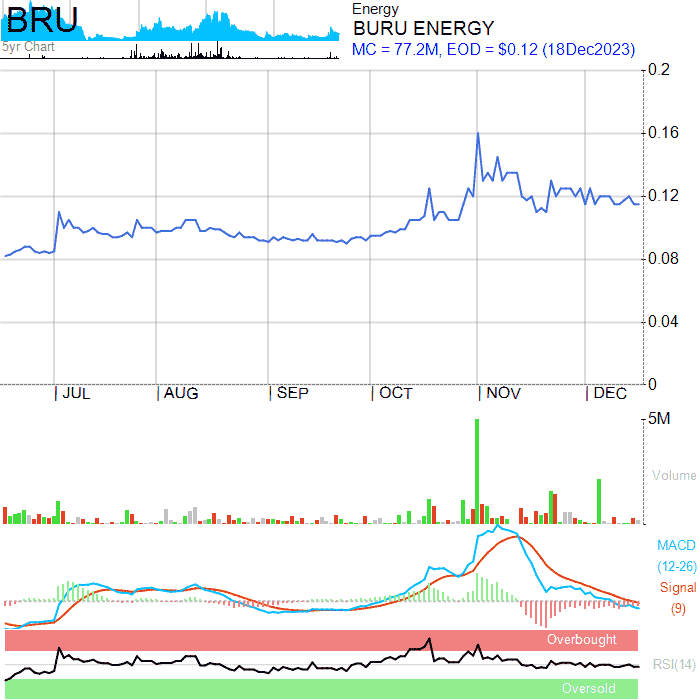 BRU
5yr Chart
Energy
BURU ENERGY
MC = 77.2M, EOD = $0.12 (18Dec2023)
0.2
0.16
0.12
0.08
0.04
0
JUL AUG SEP OCT NOV DEC
5M
Volume
MACD
(12-26)
Signal
(9)
Overbought
RSI(14)
Oversold